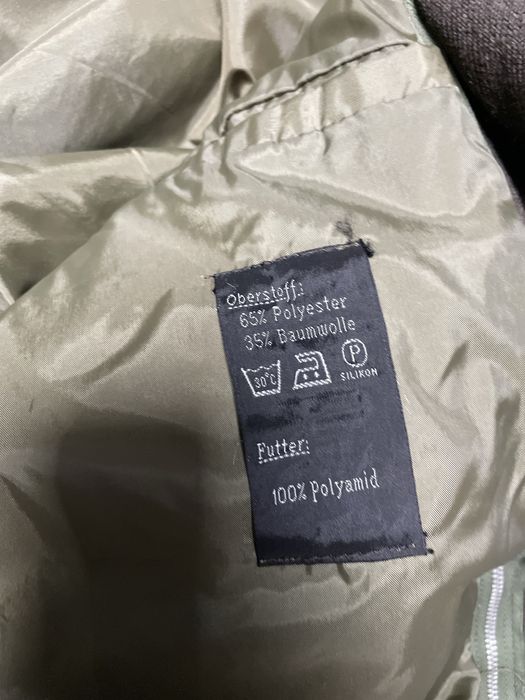 Oberstoff:
65% Polyester
35% Baumwolle
30°C P
SILIKON
Futter:
100% Polyamid